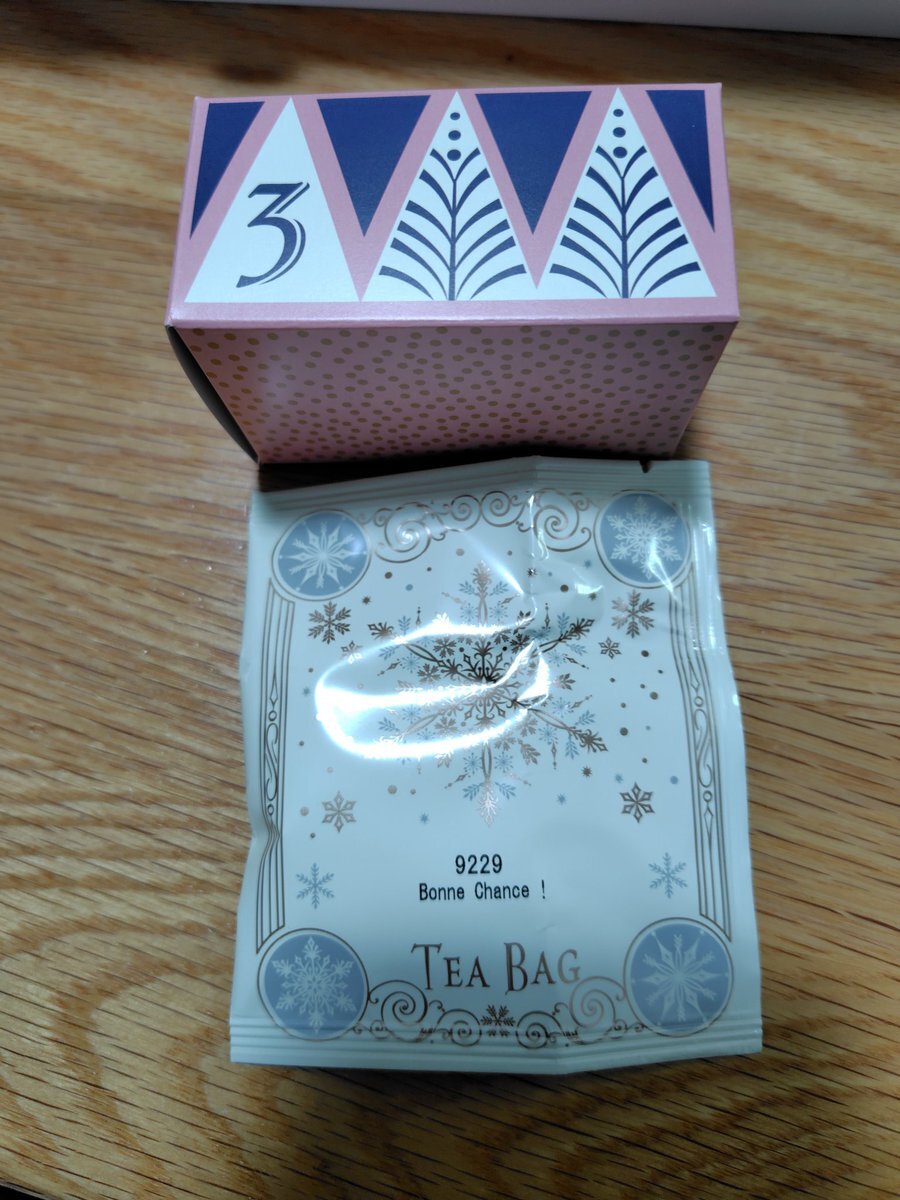 3
9229
Bonne Chance !
TEA BAG